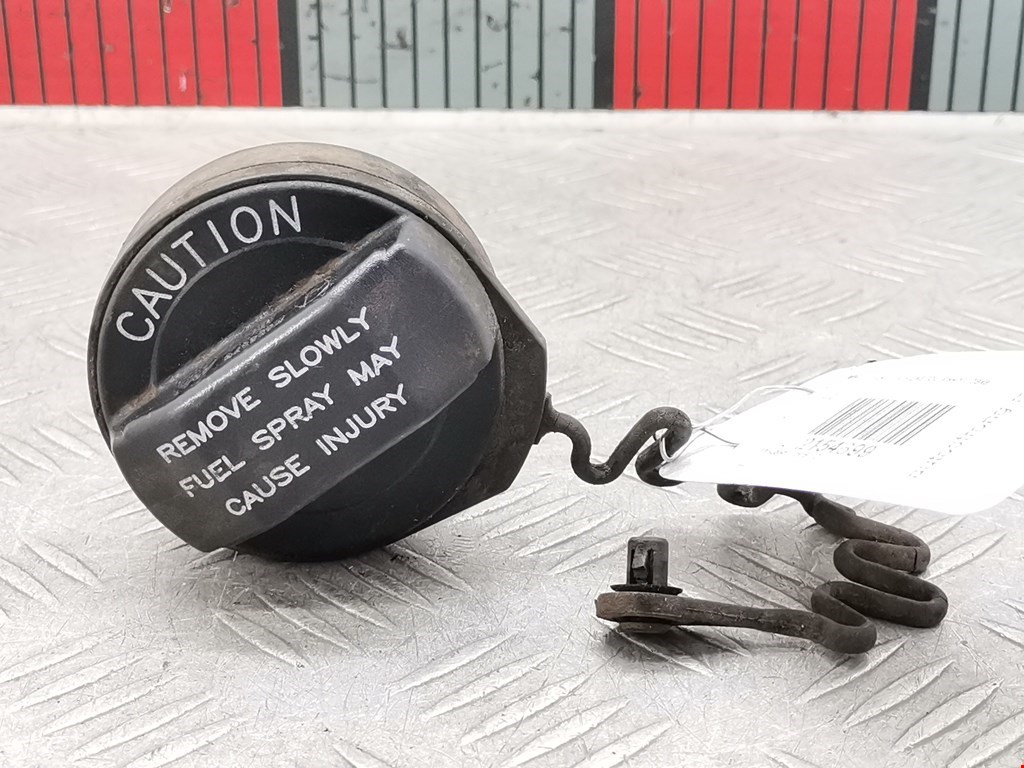 CAUTION
REMOVE SLOWLY
FUEL SPRAY MAY
CAUSE INJURY